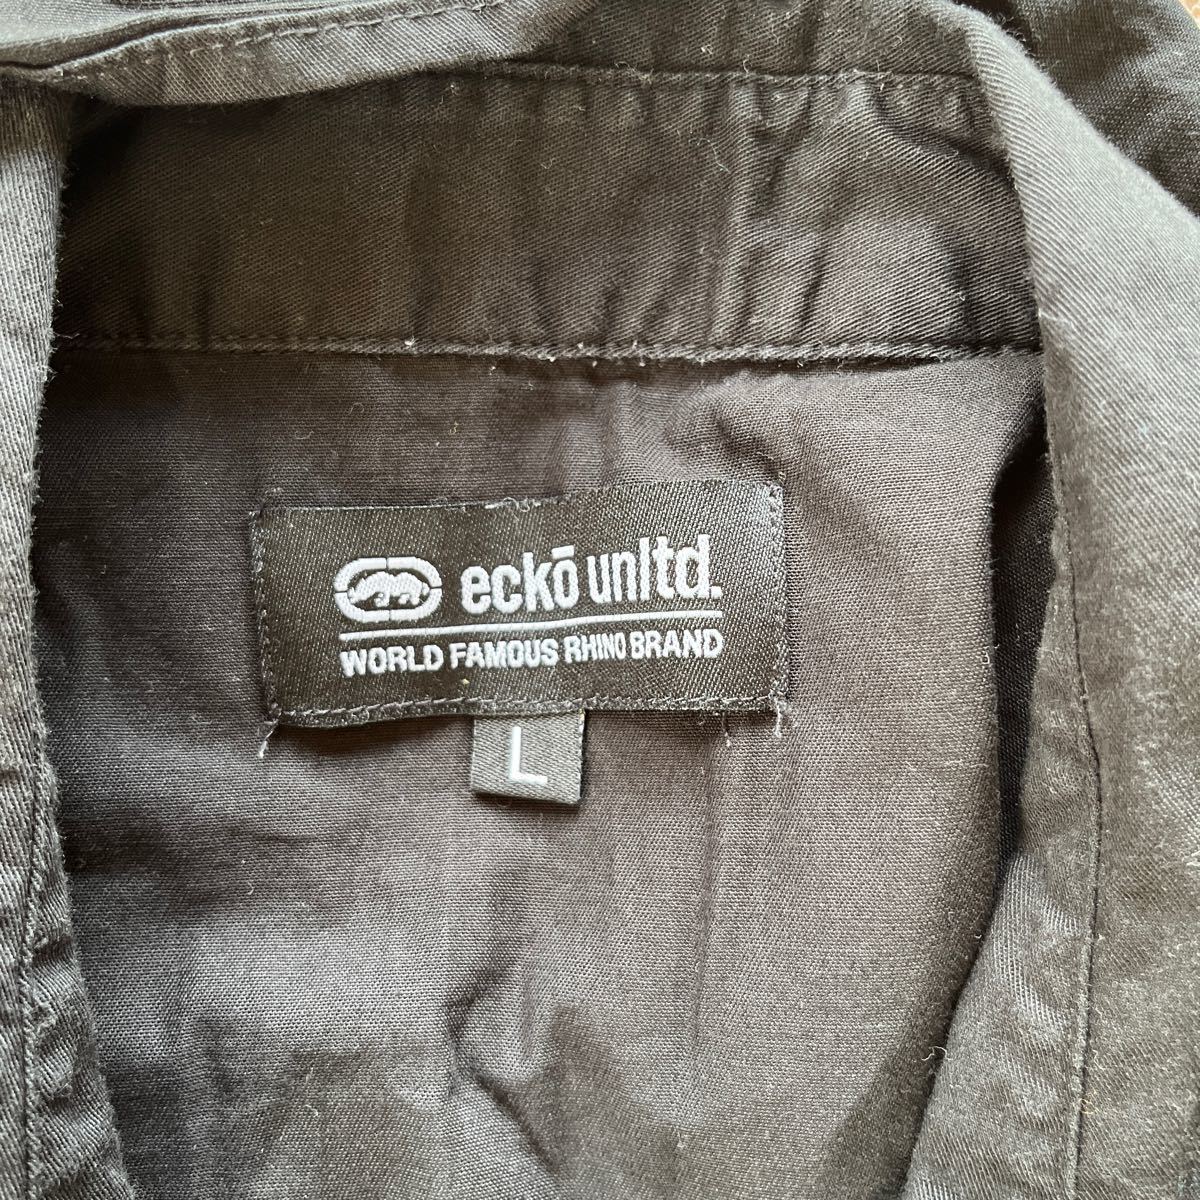 eckō unltd.
WORLD FAMOUS RHINO BRAND
L